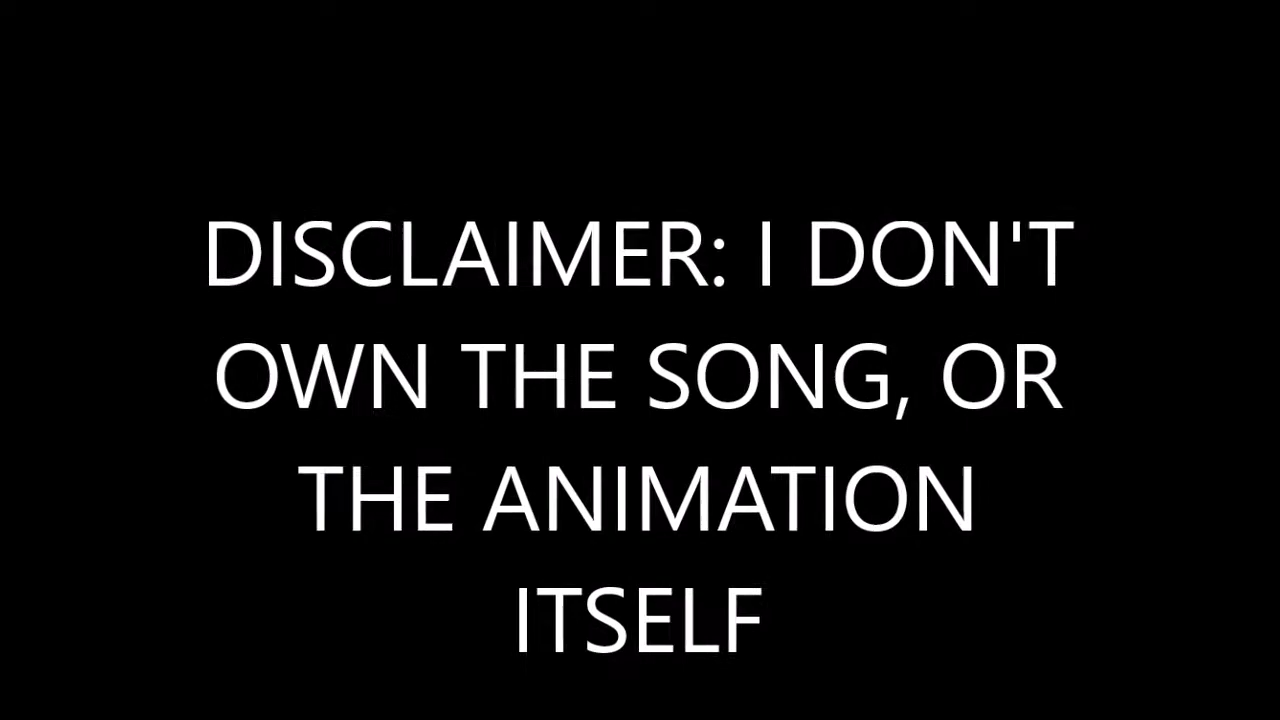 DISCLAIMER: I DON'T
OWN THE SONG, OR
THE ANIMATION
ITSELF